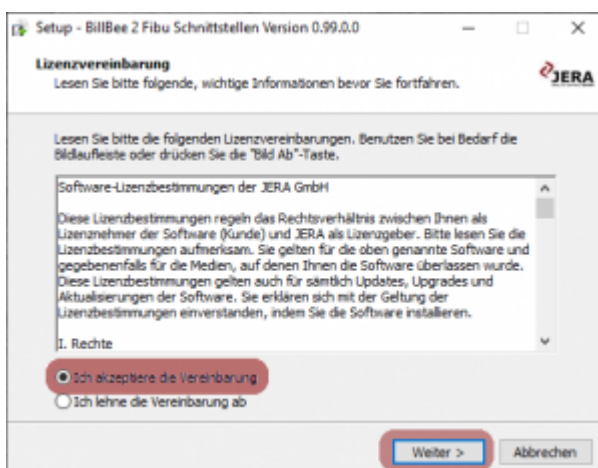 Setup - BillBee 2 Fibu Schnittstellen Version 0.99.0.0
Lizenzvereinbarung
Lesen Sie bitte folgende, wichtige Informationen bevor Sie fortfahren.
JERA
Lesen Sie bitte die folgenden Lizenzvereinbarungen. Benutzen Sie bei Bedarf die
Bildlaufleiste oder drücken Sie die "Bild Ab"-Taste.
Software-Lizenzbestimmungen der JERA GmbH
Diese Lizenzbestimmungen regeln das Rechtsverhältnis zwischen Ihnen als
Lizenznehmer der Software (Kunde) und JERA als Lizenzgeber. Bitte lesen Sie die
Lizenzbestimmungen aufmerksam. Sie gelten für die oben genannte Software und
gegebenenfalls für die Medien, auf denen Ihnen die Software überlassen wurde.
Diese Lizenzbestimmungen gelten auch für sämtlich Updates, Upgrades und
Aktualisierungen der Software. Sie erklären sich mit der Geltung der
Lizenzbestimmungen einverstanden, indem Sie die Software installieren.
I. Rechte
Ich akzeptiere die Vereinbarung
Ich lehne die Vereinbarung ab
Weiter >
Abbrechen